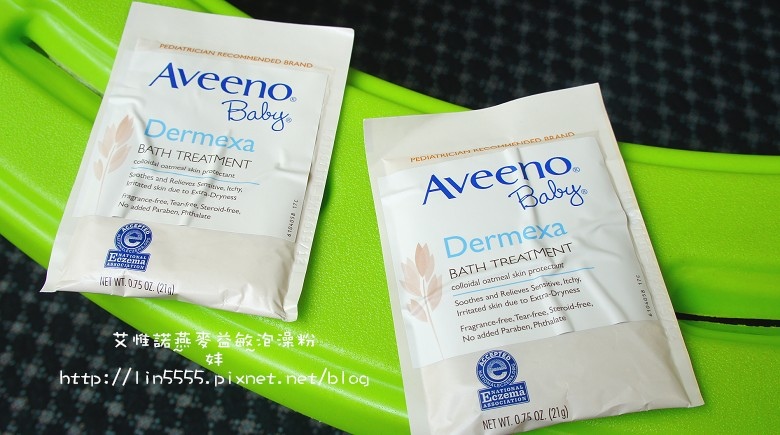 PEDIATRICIAN RECOMMENDED BRAND
Aveeno®
Baby®
Dermexa
BATH TREATMENT
colloidal oatmeal skin protectant
Soothes and Relieves Sensitive, Itchy,
Irritated skin due to Extra-Dryness
Fragrance-free, Tear-free, Steroid-free,
No added Paraben, Phthalate
ACCEPTED
NATIONAL
Eczema
ASSOCIATION
NET WT. 0.75 OZ. (21g)
PEDIATRICIAN RECOMMENDED BRAND
Aveeno®
Baby®
Dermexa
BATH TREATMENT
colloidal oatmeal skin protectant
Soothes and Relieves Sensitive, Itchy,
Irritated skin due to Extra-Dryness
Fragrance-free, Tear-free, Steroid-free,
No added Paraben, Phthalate
ACCEPTED
NATIONAL
Eczema
ASSOCIATION
NET WT. 0.75 OZ. (21g)
艾惟諾燕麥益敏泡澡粉
妹
http://lin5555.pixnet.net/blog